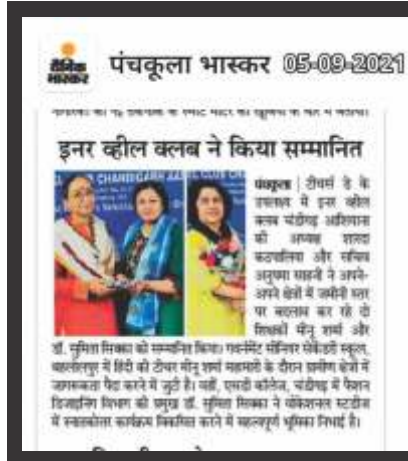 दैनिक
भास्कर
पंचकूला भास्कर 05-09-2021
इनर व्हील क्लब ने किया सम्मानित
CHANDIGARH
पंचकूला | टीचर्स डे के
उपलक्ष्य में इनर व्हील
क्लब चंडीगढ़ आशियाना
की अध्यक्ष शारदा
कठपालिया और सचिव
अनुपमा साहनी ने अपने-
अपने क्षेत्रों में जमीनी स्तर
पर बदलाव कर रहे दो
शिक्षकों मीनू शर्मा और
डॉ. सुमिता सिक्का को सम्मानित किया। गवर्नमेंट सीनियर सेकेंडरी स्कूल,
बहलोलपुर में हिंदी की टीचर मीनू शर्मा महामारी के दौरान ग्रामीण क्षेत्रों में
जागरूकता पैदा करने में जुटी है। वहीं, एमसीएम कॉलेज, चंडीगढ़ में फैशन
डिजाइनिंग विभाग की प्रमुख डॉ. सुमिता सिक्का ने वोकेशनल स्टडीज
में स्नातकोत्तर कार्यक्रम विकसित करने में महत्वपूर्ण भूमिका निभाई है।